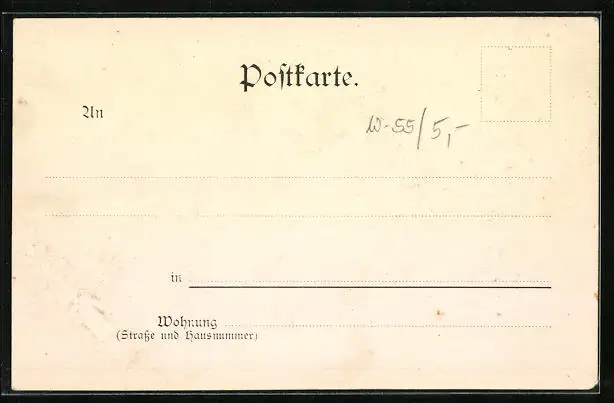 Postkarte.
An
W-55/5,-
in
Wohnung
(Straße und Hausnummer)